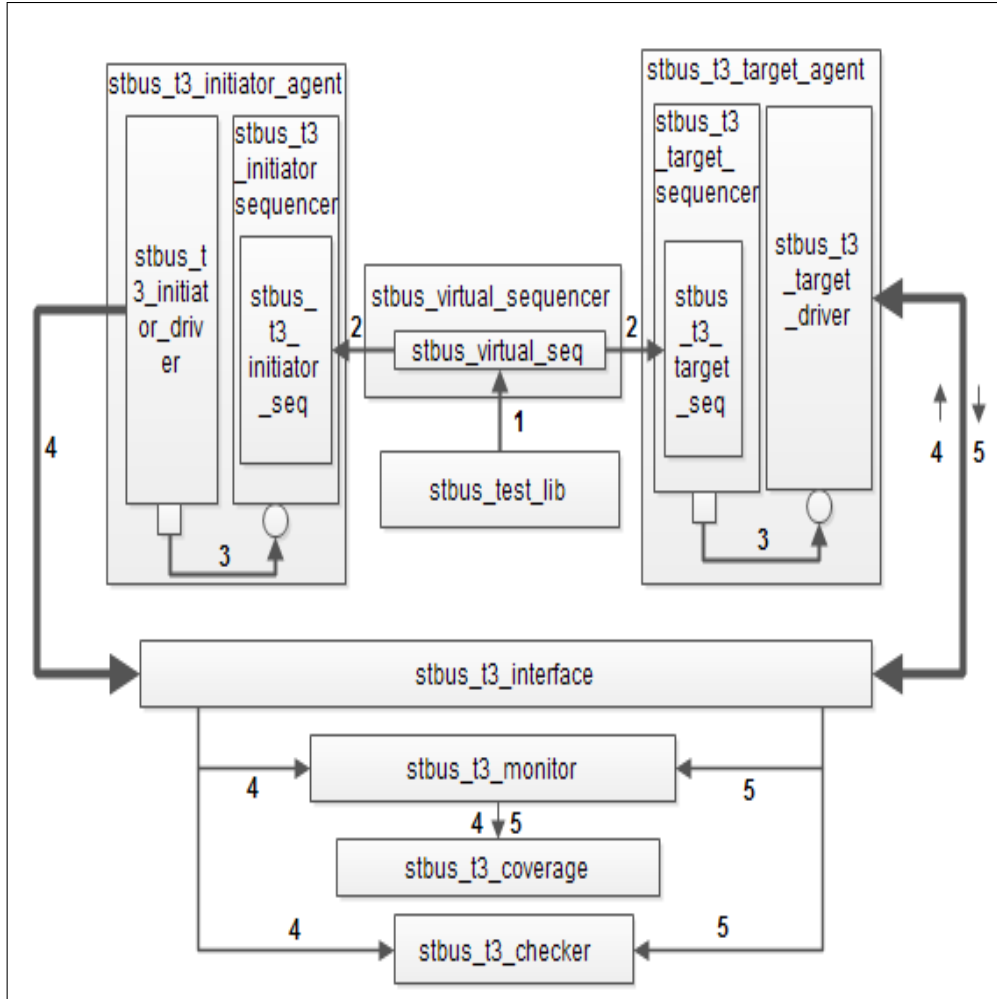 stbus_t3_initiator_agent
stbus_t
3_initiat
or_driv
er
stbus_t3
_initiator
sequencer
stbus_
t3_
initiator
_seq
3
2
stbus_virtual_sequencer
stbus_virtual_seq
1
stbus_test_lib
2
stbus_t3_target_agent
stbus_t3
_target_
sequencer
stbus
_t3_
target
_seq
stbus_t3
_target
_driver
3
4
4
5
stbus_t3_interface
stbus_t3_monitor
4
5
4
5
stbus_t3_coverage
stbus_t3_checker
4
5